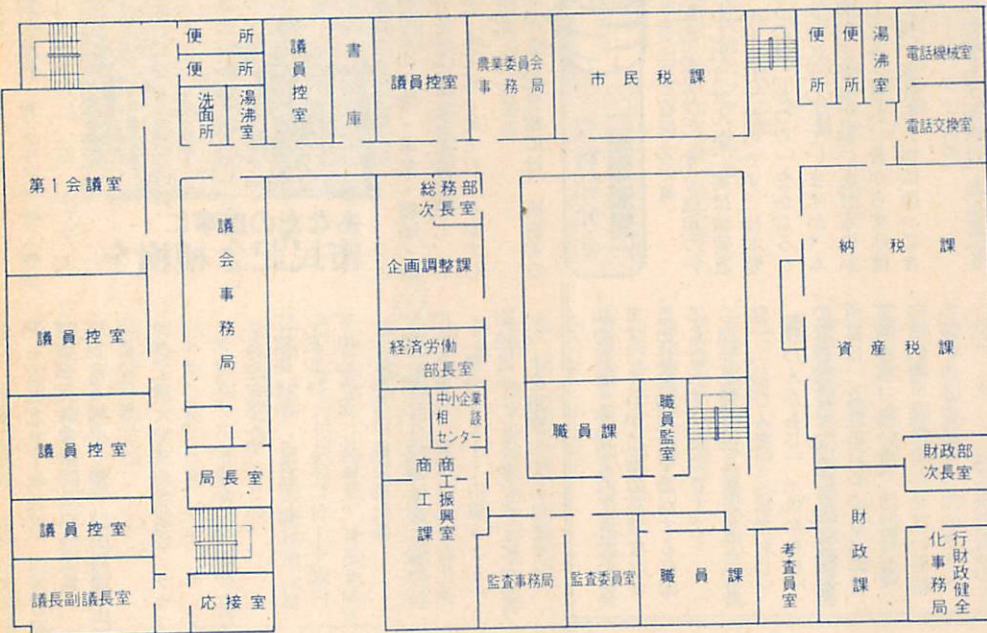 便所
便所
洗面所
湯沸室
議員控室
書庫
議員控室
農業委員会
事務局
市民税課
便所
便所
湯沸室
電話機械室
電話交換室
第1会議室
議会事務局
総務部
次長室
企画調整課
納税課
議員控室
経済労働
部長室
資産税課
中小企業
相談
センター
議員控室
局長室
商工課
商工振興室
職員課
職員監室
財政部
次長室
議員控室
議長副議長室
応接室
監査事務局
監査委員室
職員課
考査員室
財政課
行財政健全
化事務局